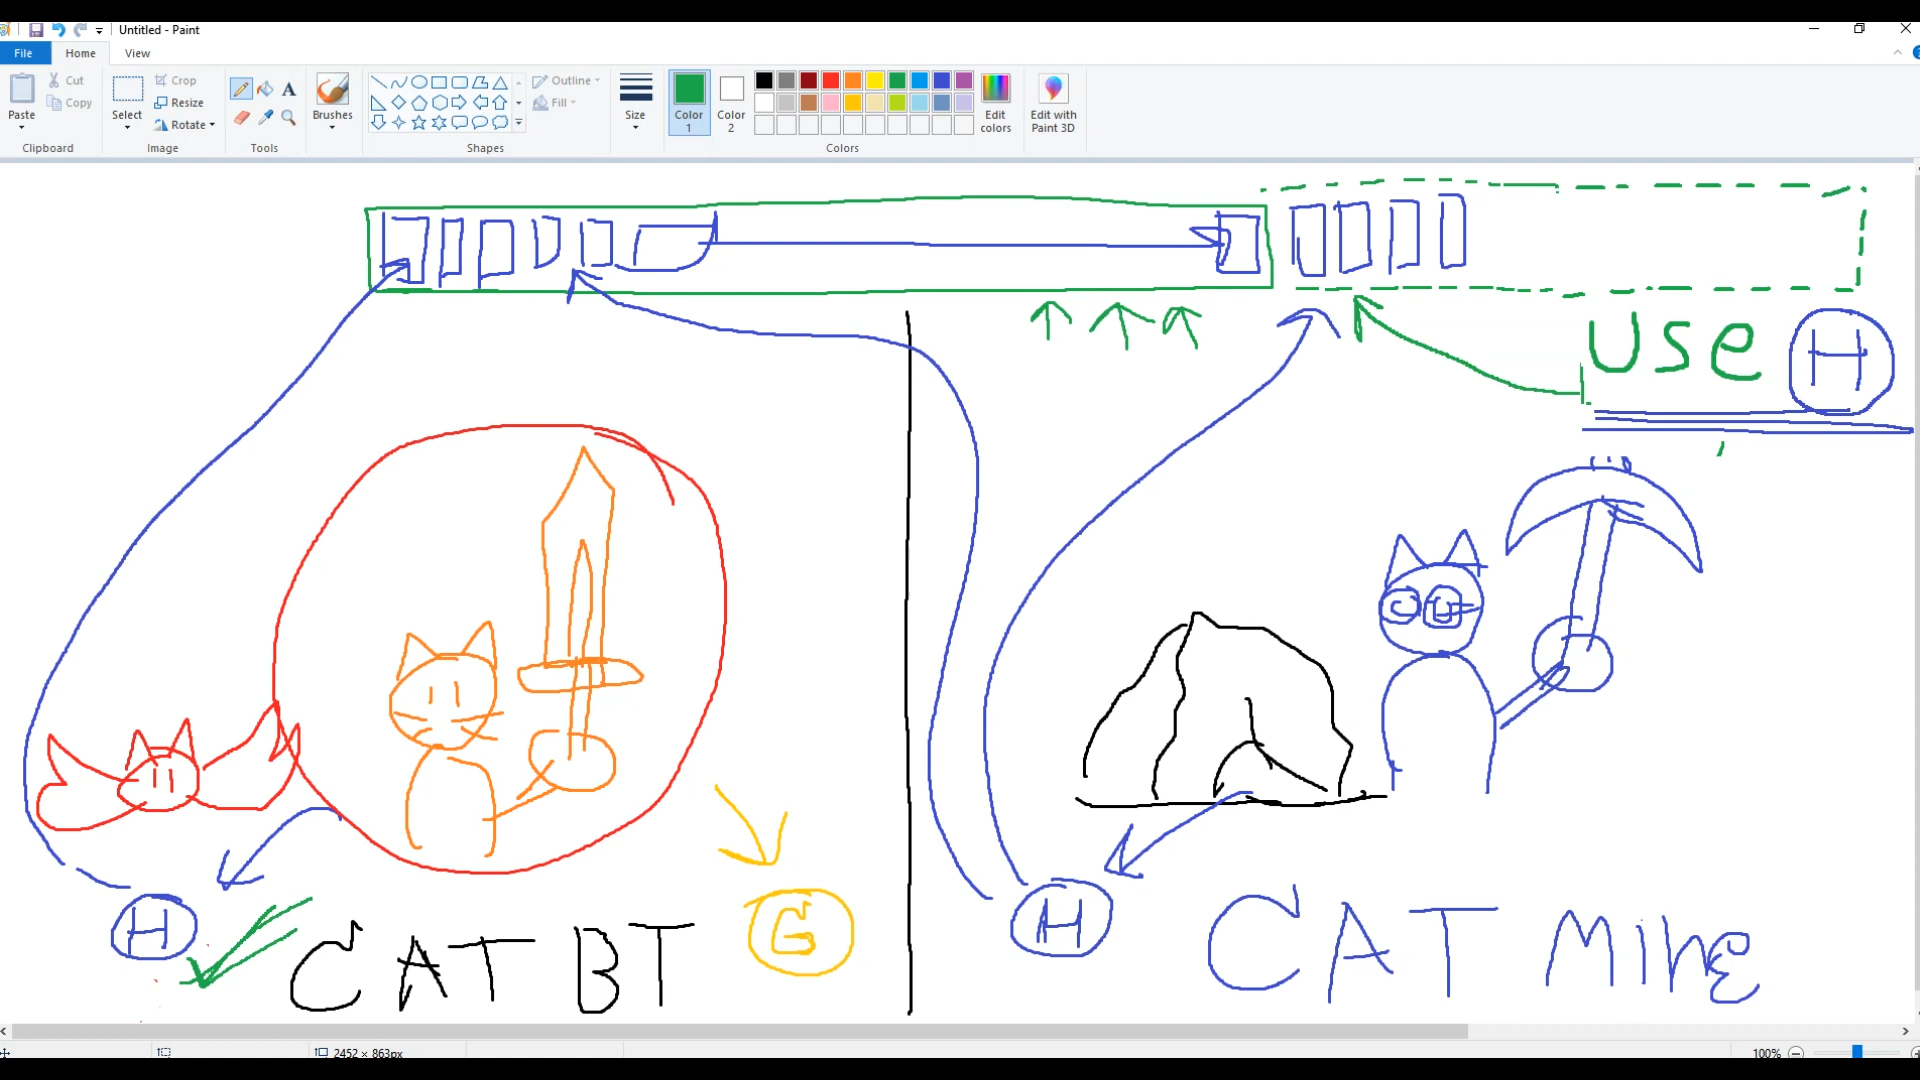 Untitled - Paint
File Home View
Paste
Cut
Copy
Clipboard
Select
Crop
Resize
Rotate
Image
A
Tools
Brushes
Shapes
Outline
Fill
Size
Color 1
Color 2
Edit colors
Colors
Edit with Paint 3D
Use H
H
CAT BT
G
H
CAT MINE
2452 × 863px
100%